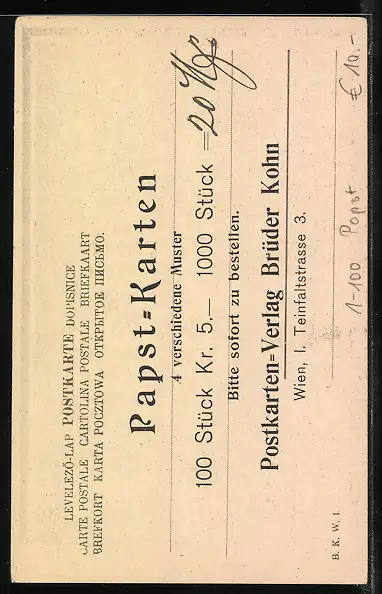 LEVELEZŐ-LAP POSTKARTE DOPISNICE
CARTE POSTALE CARTOLINA POSTALE BRIEFKAART
BREFKORT KARTA POCZTOWA ОТКРЫТОЕ ПИСЬМО.
Papst=Karten
4 verschiedene Muster
100 Stück Kr. 5.— 1000 Stück = 20 Kr
Bitte sofort zu bestellen.
Postkarten=Verlag Brüder Kohn
Wien, I. Teinfaltstrasse 3.
1-100 Papst € 10.-
B. K. W. I.